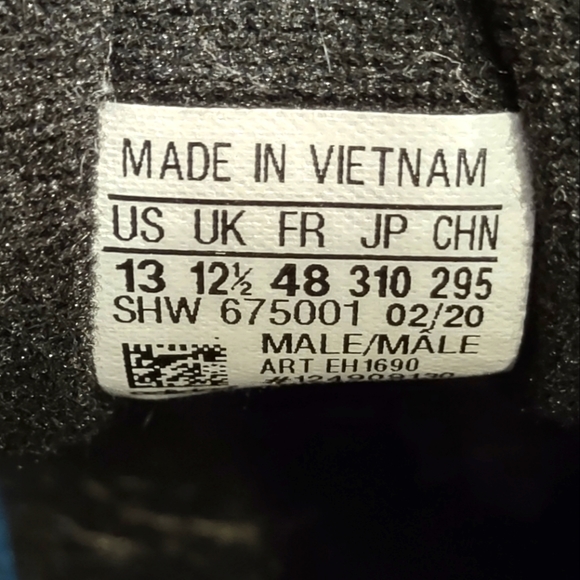 MADE IN VIETNAM
US UK FR JP CHN
13 12½ 48 310 295
SHW 675001 02/20
MALE/MÂLE
ART EH1690